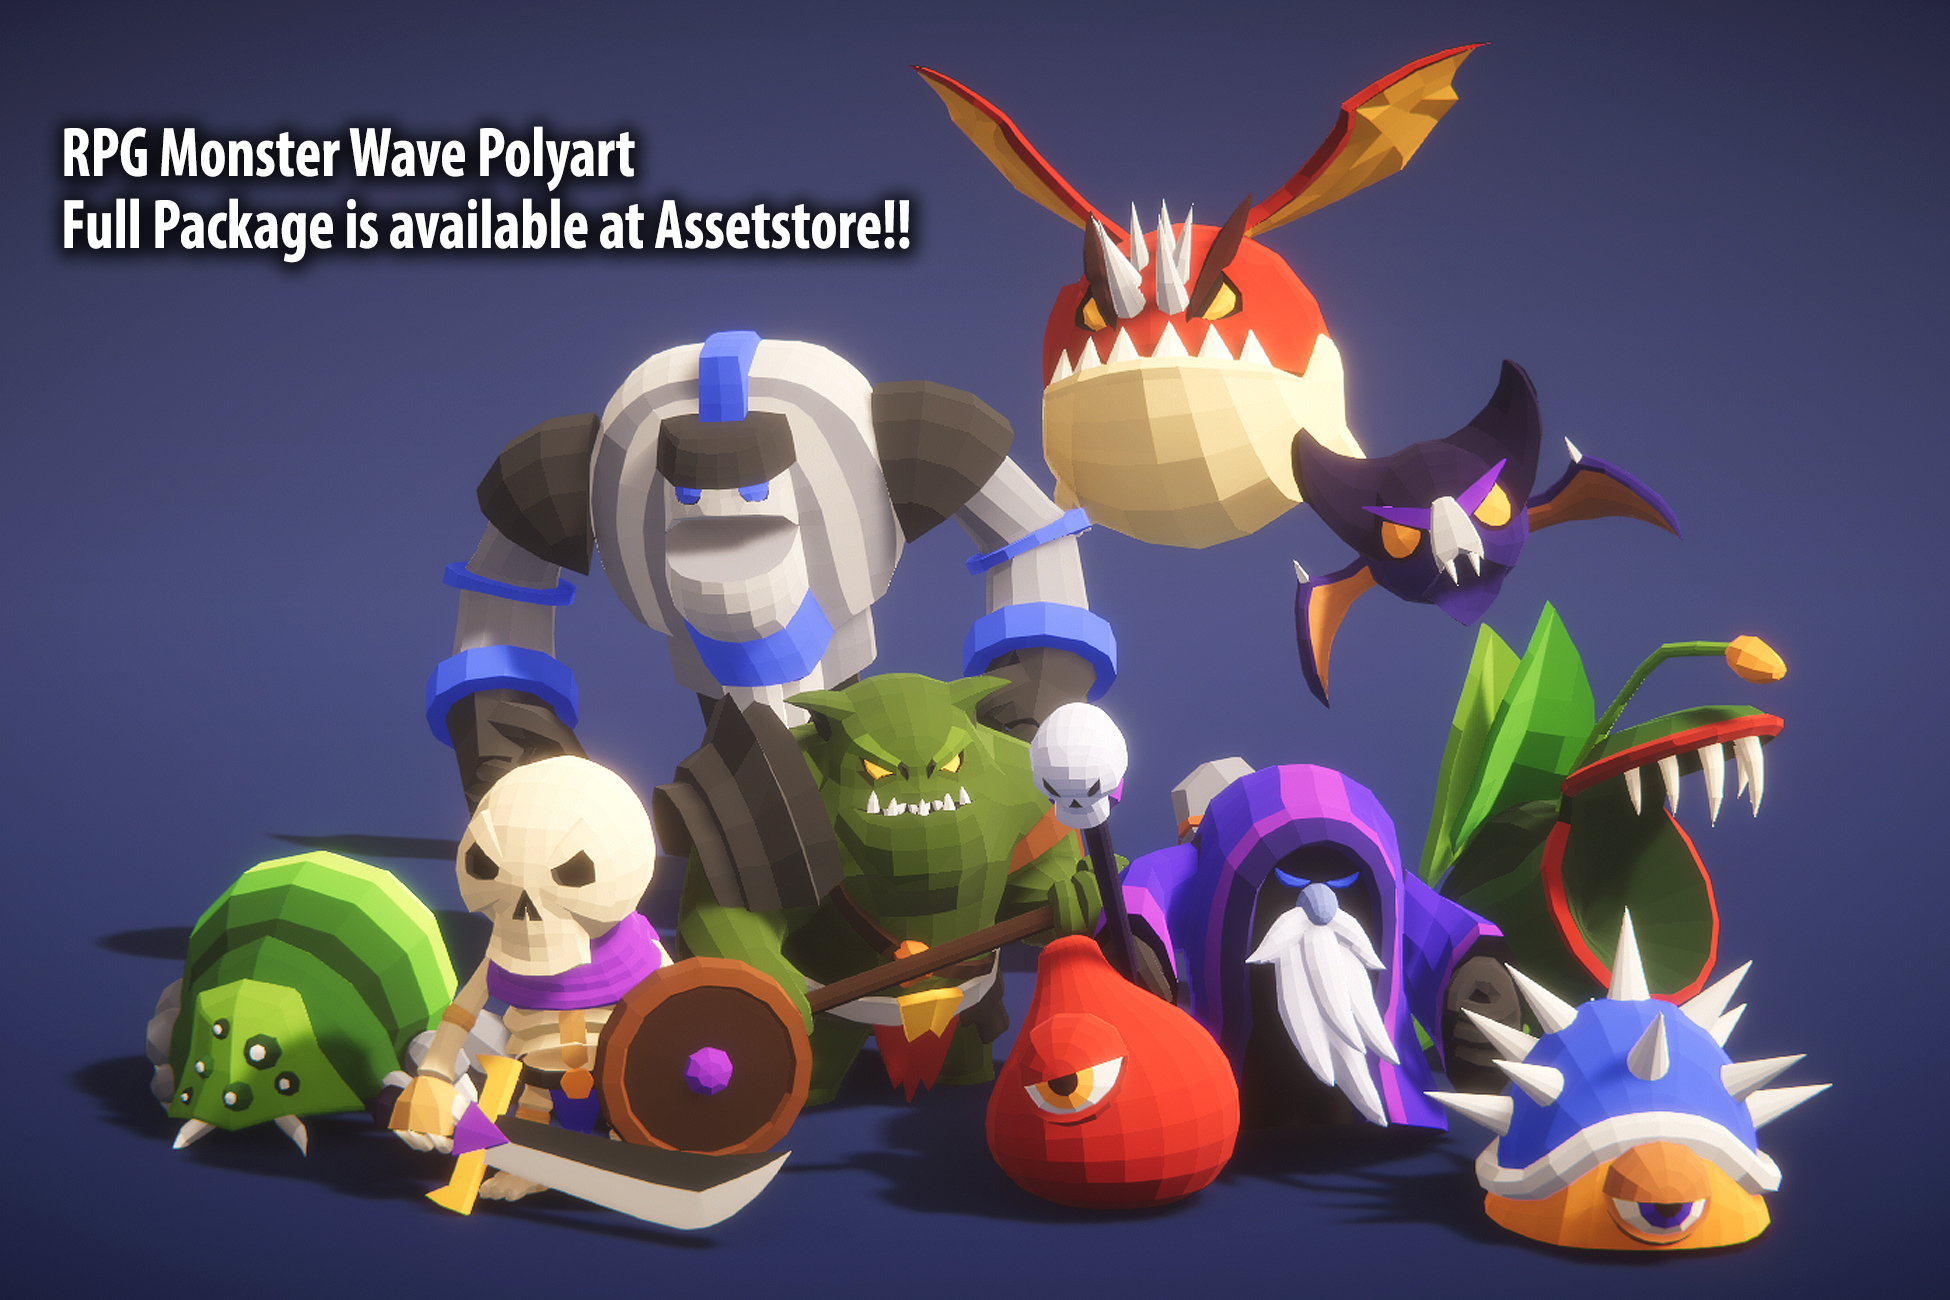 RPG Monster Wave Polyart
Full Package is available at Assetstore!!